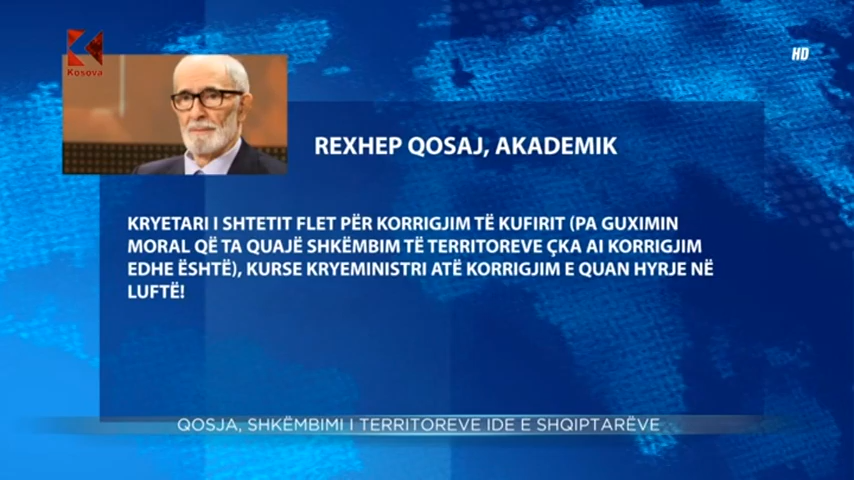 Kosova
HD
REXHEP QOSAJ, AKADEMIK
KRYETARI I SHTETIT FLET PËR KORRIGJIM TË KUFIRIT (PA GUXIMIN
MORAL QË TA QUAJË SHKËMBIM TË TERRITOREVE ÇKA AI KORRIGJIM
EDHE ËSHTË), KURSE KRYEMINISTRI ATË KORRIGJIM E QUAN HYRJE NË
LUFTË!
QOSJA, SHKËMBIMI I TERRITOREVE IDE E SHQIPTARËVE